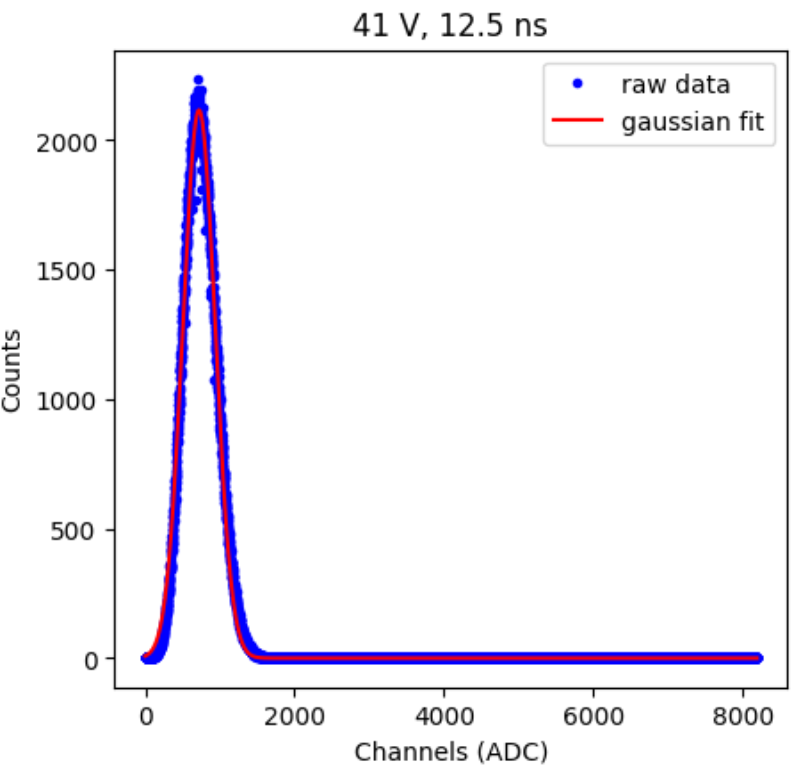 41 V, 12.5 ns
raw data
gaussian fit
2000
1500
1000
500
0
Counts
0 2000 4000 6000 8000
Channels (ADC)